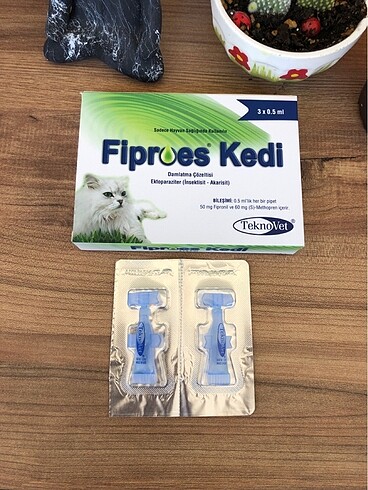 3 x 0.5 ml
Sadece Hayvan Sağlığında Kullanılır
Fiproes Kedi
Damlatma Çözeltisi
Ektoparaziter (İnsektisit - Akarisit)
BİLEŞİMİ: 0.5 ml'lik her bir pipet
50 mg Fipronil ve 60 mg (S)-Methopren içerir.
TeknoVet